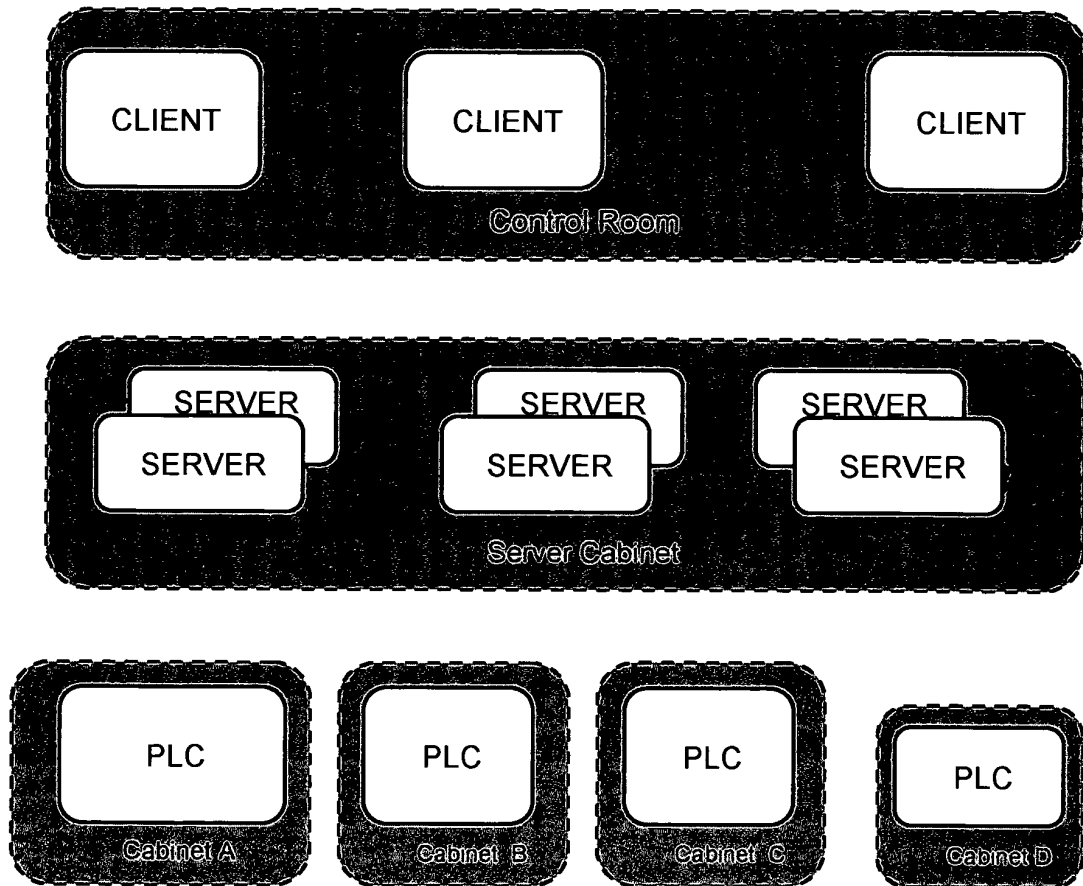 CLIENT CLIENT CLIENT
Control Room
SERVER SERVER SERVER
SERVER SERVER SERVER
Server Cabinet
PLC PLC PLC PLC
Cabinet A Cabinet B Cabinet C Cabinet D